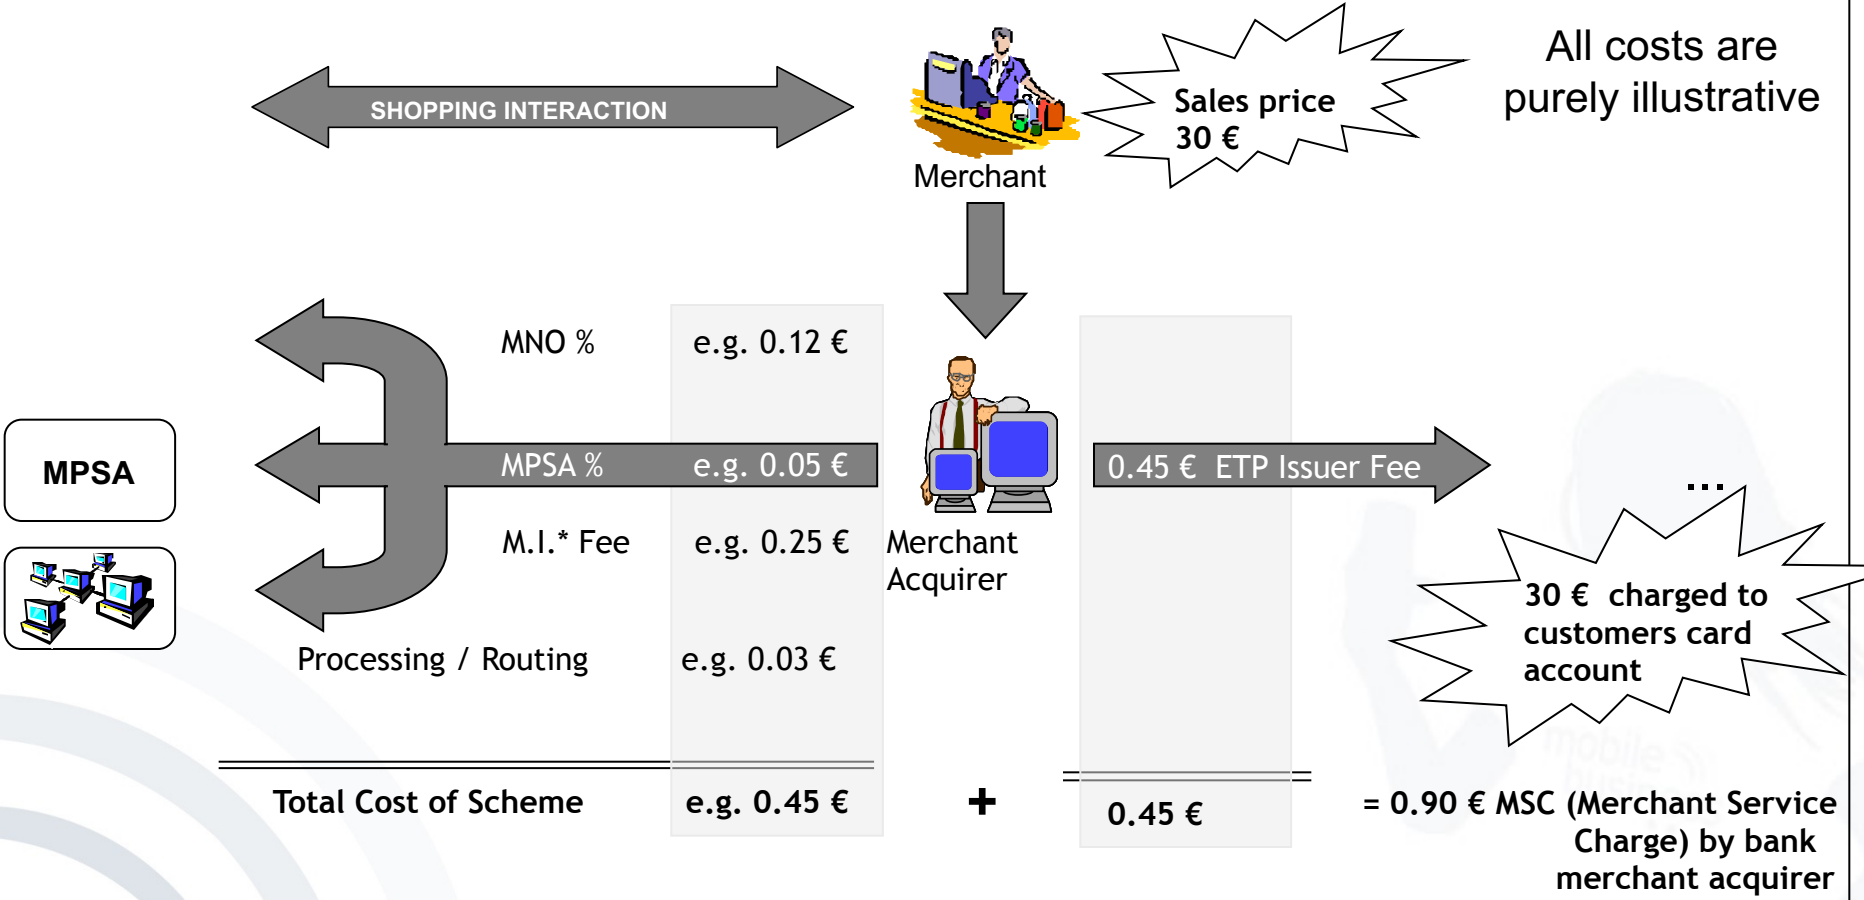 All costs are
purely illustrative
SHOPPING INTERACTION
Sales price
30 €
Merchant
MNO % e.g. 0.12 €
MPSA
MPSA % e.g. 0.05 €
0.45 € ETP Issuer Fee
...
M.I.* Fee e.g. 0.25 €
Merchant
Acquirer
30 € charged to
customers card
account
Processing / Routing e.g. 0.03 €
mobile
Total Cost of Scheme e.g. 0.45 € + 0.45 € = 0.90 € MSC (Merchant Service
Charge) by bank
merchant acquirer